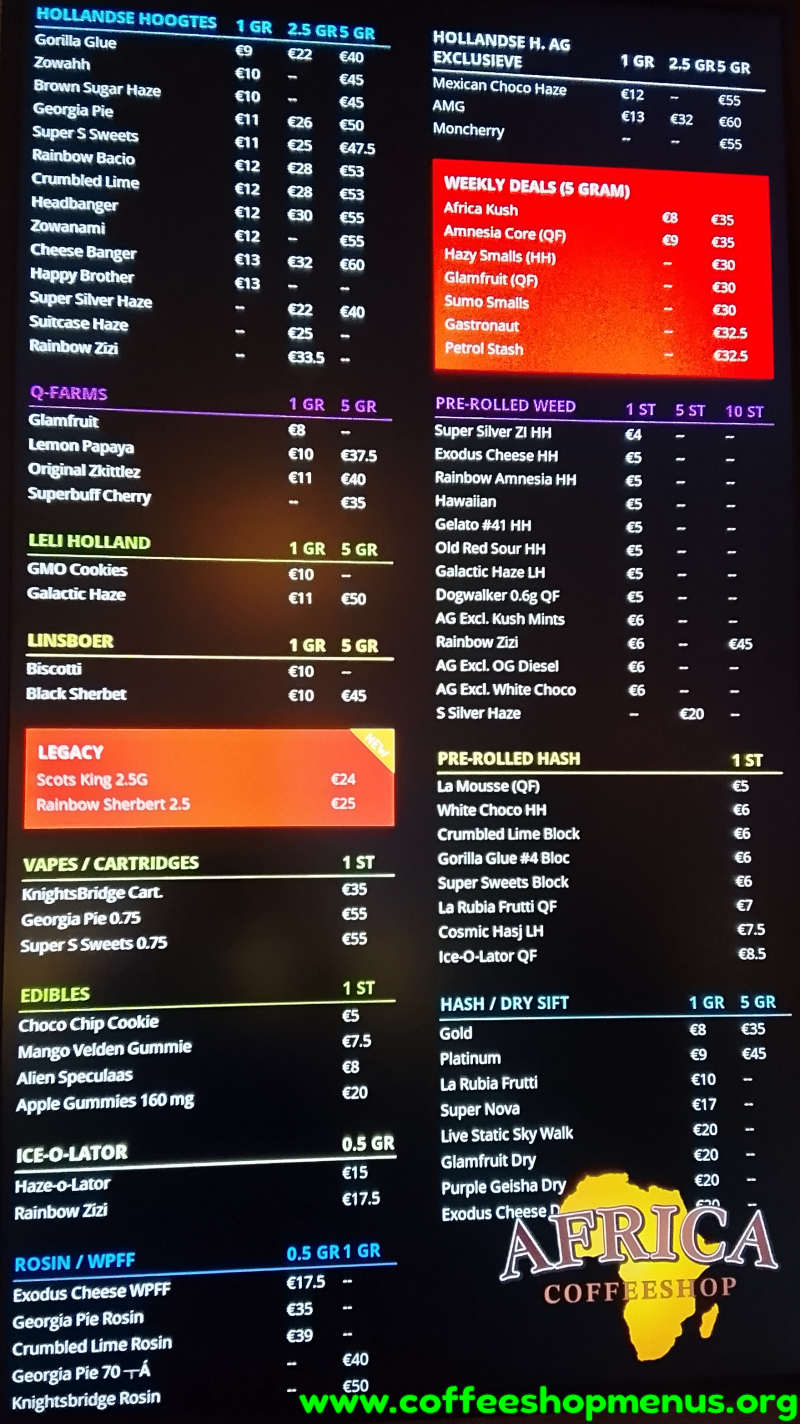 HOLLANDSE HOOGTES 1 GR 2.5 GR 5 GR
Gorilla Glue €9 €22 €40
Zowahh €10 -- €45
Brown Sugar Haze €10 -- €45
Georgia Pie €11 €26 €50
Super S Sweets €11 €25 €47.5
Rainbow Bacio €12 €28 €53
Crumbled Lime €12 €28 €53
Headbanger €12 €30 €55
Zowanami €12 -- €55
Cheese Banger €13 €32 €60
Happy Brother €13 -- --
Super Silver Haze -- €22 €40
Suitcase Haze -- €25 --
Rainbow Zizi -- €33.5 --
Q-FARMS 1 GR 5 GR
Glamfruit €8 --
Lemon Papaya €10 €37.5
Original Zkittlez €11 €40
Superbuff Cherry -- €35
LELI HOLLAND 1 GR 5 GR
GMO Cookies €10 --
Galactic Haze €11 €50
LINSBOER 1 GR 5 GR
Biscotti €10 --
Black Sherbet €10 €45
LEGACY NEW
Scots King 2.5G €24
Rainbow Sherbert 2.5 €25
VAPES / CARTRIDGES 1 ST
KnightsBridge Cart. €35
Georgia Pie 0.75 €55
Super S Sweets 0.75 €55
EDIBLES 1 ST
Choco Chip Cookie €5
Mango Velden Gummie €7.5
Alien Speculaas €8
Apple Gummies 160 mg €20
ICE-O-LATOR 0.5 GR
Haze-o-Lator €15
Rainbow Zizi €17.5
ROSIN / WPFF 0.5 GR 1 GR
Exodus Cheese WPFF €17.5 --
Georgia Pie Rosin €35 --
Crumbled Lime Rosin €39 --
Georgia Pie 70 ┬Á -- €40
Knightsbridge Rosin -- €50
HOLLANDSE H. AG
EXCLUSIEVE 1 GR 2.5 GR 5 GR
Mexican Choco Haze €12 -- €55
AMG €13 €32 €60
Moncherry -- -- €55
WEEKLY DEALS (5 GRAM)
Africa Kush €8 €35
Amnesia Core (QF) €9 €35
Hazy Smalls (HH) -- €30
Glamfruit (QF) -- €30
Sumo Smalls -- €30
Gastronaut -- €32.5
Petrol Stash -- €32.5
PRE-ROLLED WEED 1 ST 5 ST 10 ST
Super Silver ZI HH €4 -- --
Exodus Cheese HH €5 -- --
Rainbow Amnesia HH €5 -- --
Hawaiian €5 -- --
Gelato #41 HH €5 -- --
Old Red Sour HH €5 -- --
Galactic Haze LH €5 -- --
Dogwalker 0.6g QF €5 -- --
AG Excl. Kush Mints €6 -- --
Rainbow Zizi €6 -- €45
AG Excl. OG Diesel €6 -- --
AG Excl. White Choco €6 -- --
S Silver Haze -- €20 --
PRE-ROLLED HASH 1 ST
La Mousse (QF) €5
White Choco HH €6
Crumbled Lime Block €6
Gorilla Glue #4 Bloc €6
Super Sweets Block €6
La Rubia Frutti QF €7
Cosmic Hasj LH €7.5
Ice-O-Lator QF €8.5
HASH / DRY SIFT 1 GR 5 GR
Gold €8 €35
Platinum €9 €45
La Rubia Frutti €10 --
Super Nova €17 --
Live Static Sky Walk €20 --
Glamfruit Dry €20 --
Purple Geisha Dry €20 --
Exodus Cheese €20 --
AFRICA
COFFEESHOP
www.coffeeshopmenus.org